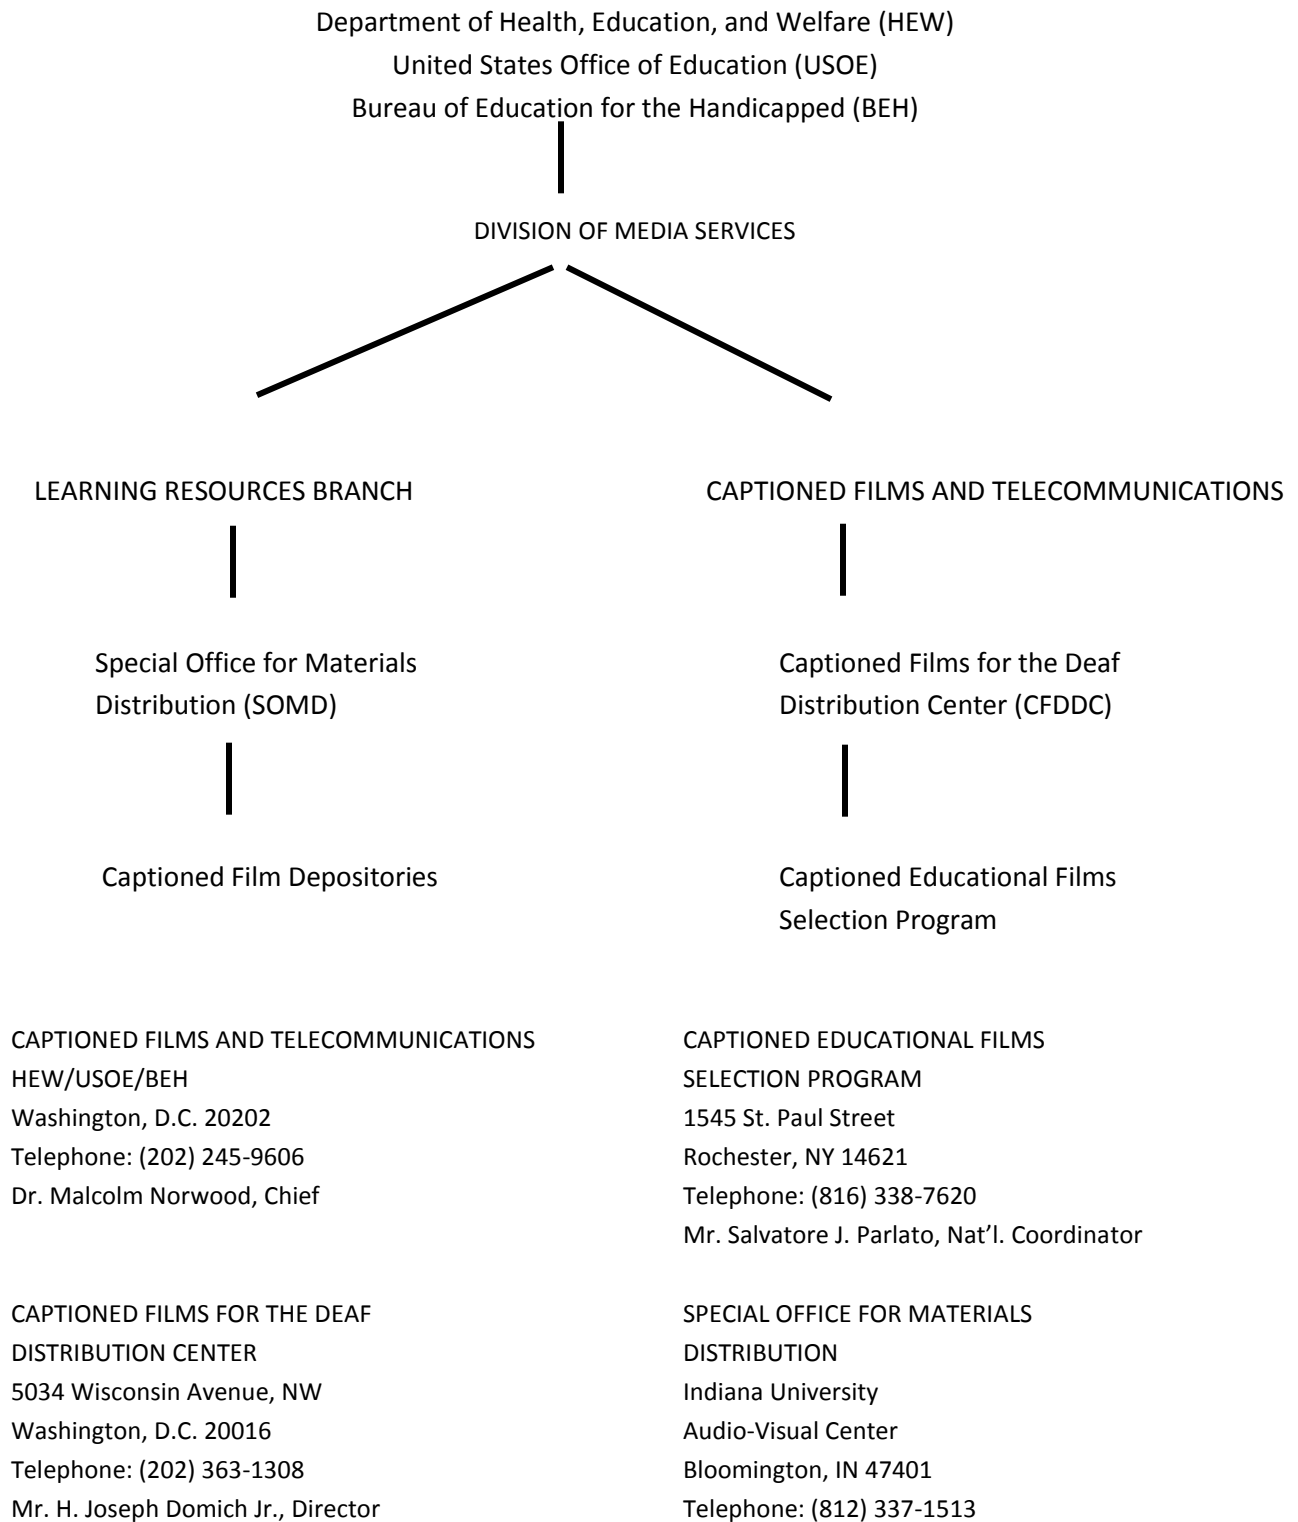 Department of Health, Education, and Welfare (HEW)
United States Office of Education (USOE)
Bureau of Education for the Handicapped (BEH)
DIVISION OF MEDIA SERVICES
LEARNING RESOURCES BRANCH
CAPTIONED FILMS AND TELECOMMUNICATIONS
Special Office for Materials
Distribution (SOMD)
Captioned Films for the Deaf
Distribution Center (CFDDC)
Captioned Film Depositories
Captioned Educational Films
Selection Program
CAPTIONED FILMS AND TELECOMMUNICATIONS
HEW/USOE/BEH
Washington, D.C. 20202
Telephone: (202) 245-9606
Dr. Malcolm Norwood, Chief
CAPTIONED EDUCATIONAL FILMS
SELECTION PROGRAM
1545 St. Paul Street
Rochester, NY 14621
Telephone: (816) 338-7620
Mr. Salvatore J. Parlato, Nat’l. Coordinator
CAPTIONED FILMS FOR THE DEAF
DISTRIBUTION CENTER
5034 Wisconsin Avenue, NW
Washington, D.C. 20016
Telephone: (202) 363-1308
Mr. H. Joseph Domich Jr., Director
SPECIAL OFFICE FOR MATERIALS
DISTRIBUTION
Indiana University
Audio-Visual Center
Bloomington, IN 47401
Telephone: (812) 337-1513